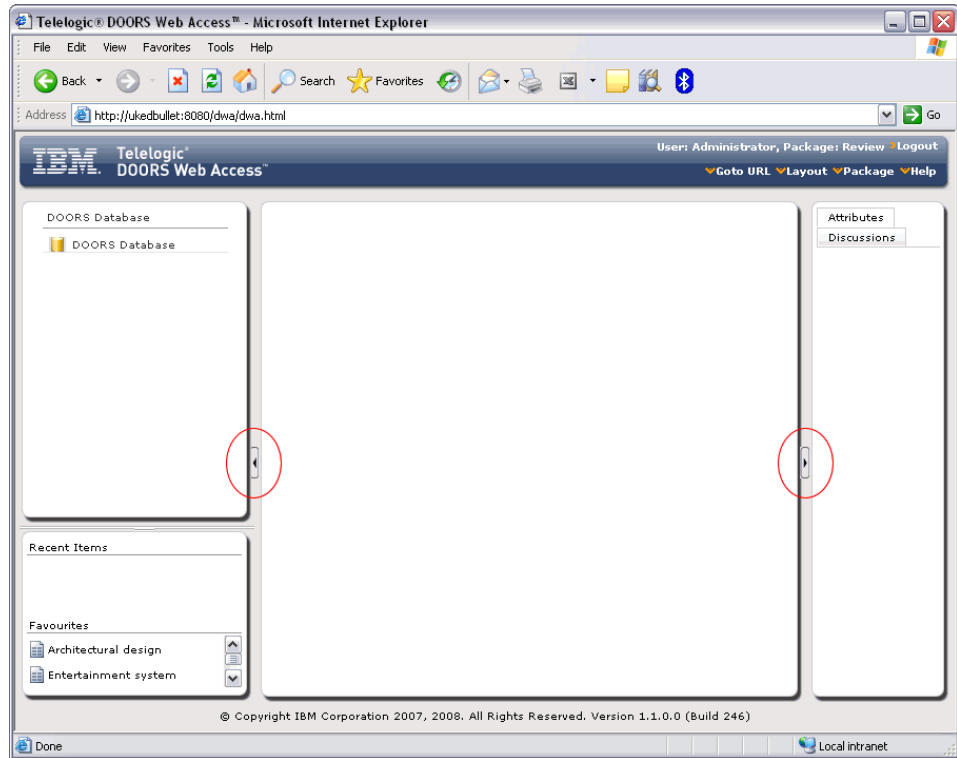 Telelogic® DOORS Web Access™ - Microsoft Internet Explorer
File Edit View Favorites Tools Help
Back Search Favorites
Address http://ukedbullet:8080/dwa/dwa.html Go
IBM. Telelogic®
DOORS Web Access™
User: Administrator, Package: Review Logout
Goto URL Layout Package Help
DOORS Database
DOORS Database
Attributes
Discussions
Recent Items
Favourites
Architectural design
Entertainment system
© Copyright IBM Corporation 2007, 2008. All Rights Reserved. Version 1.1.0.0 (Build 246)
Done Local intranet